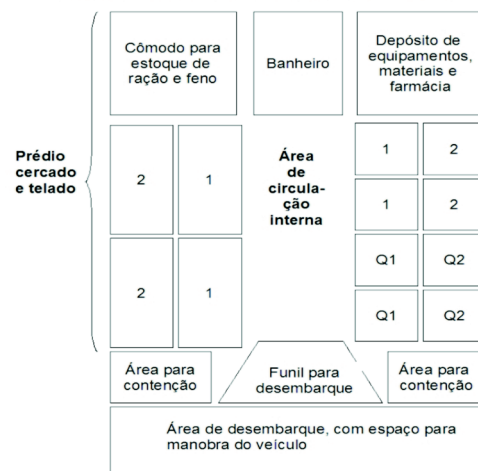 Cômodo para
estoque de
ração e feno
Banheiro
Depósito de
equipamentos,
materiais e
farmácia
Prédio
cercado
e telado
2
1
Área
de
circula-
ção
interna
1
2
1
2
2
1
Q1
Q2
Q1
Q2
Área para
contenção
Funil para
desembarque
Área para
contenção
Área de desembarque, com espaço para
manobra do veículo